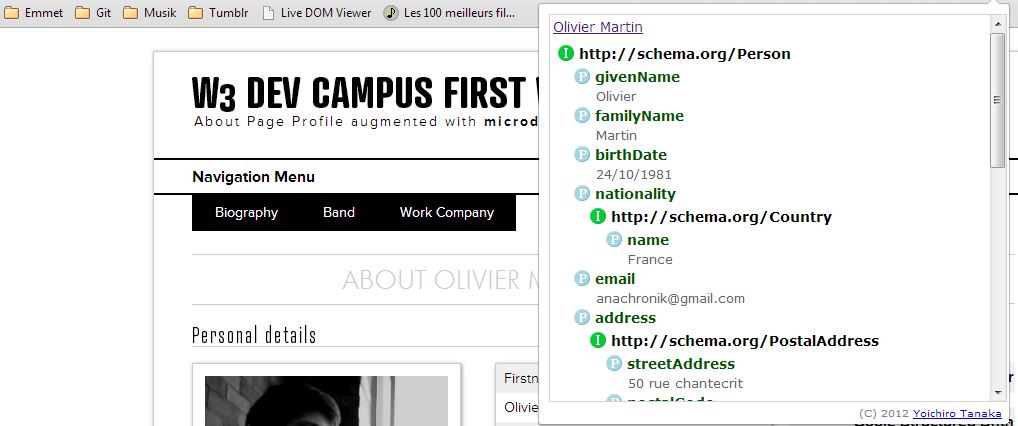 Emmet Git Musik Tumblr Live DOM Viewer Les 100 meilleurs fil...
W3 DEV CAMPUS FIRST
About Page Profile augmented with microd
Navigation Menu
Biography Band Work Company
ABOUT OLIVIER M
Personal details
Firstn
Olivie
Olivier Martin
I http://schema.org/Person
P givenName
Olivier
P familyName
Martin
P birthDate
24/10/1981
P nationality
I http://schema.org/Country
P name
France
P email
anachronik@gmail.com
P address
I http://schema.org/PostalAddress
P streetAddress
50 rue chantecrit
P postalCode
(C) 2012 Yoichiro Tanaka